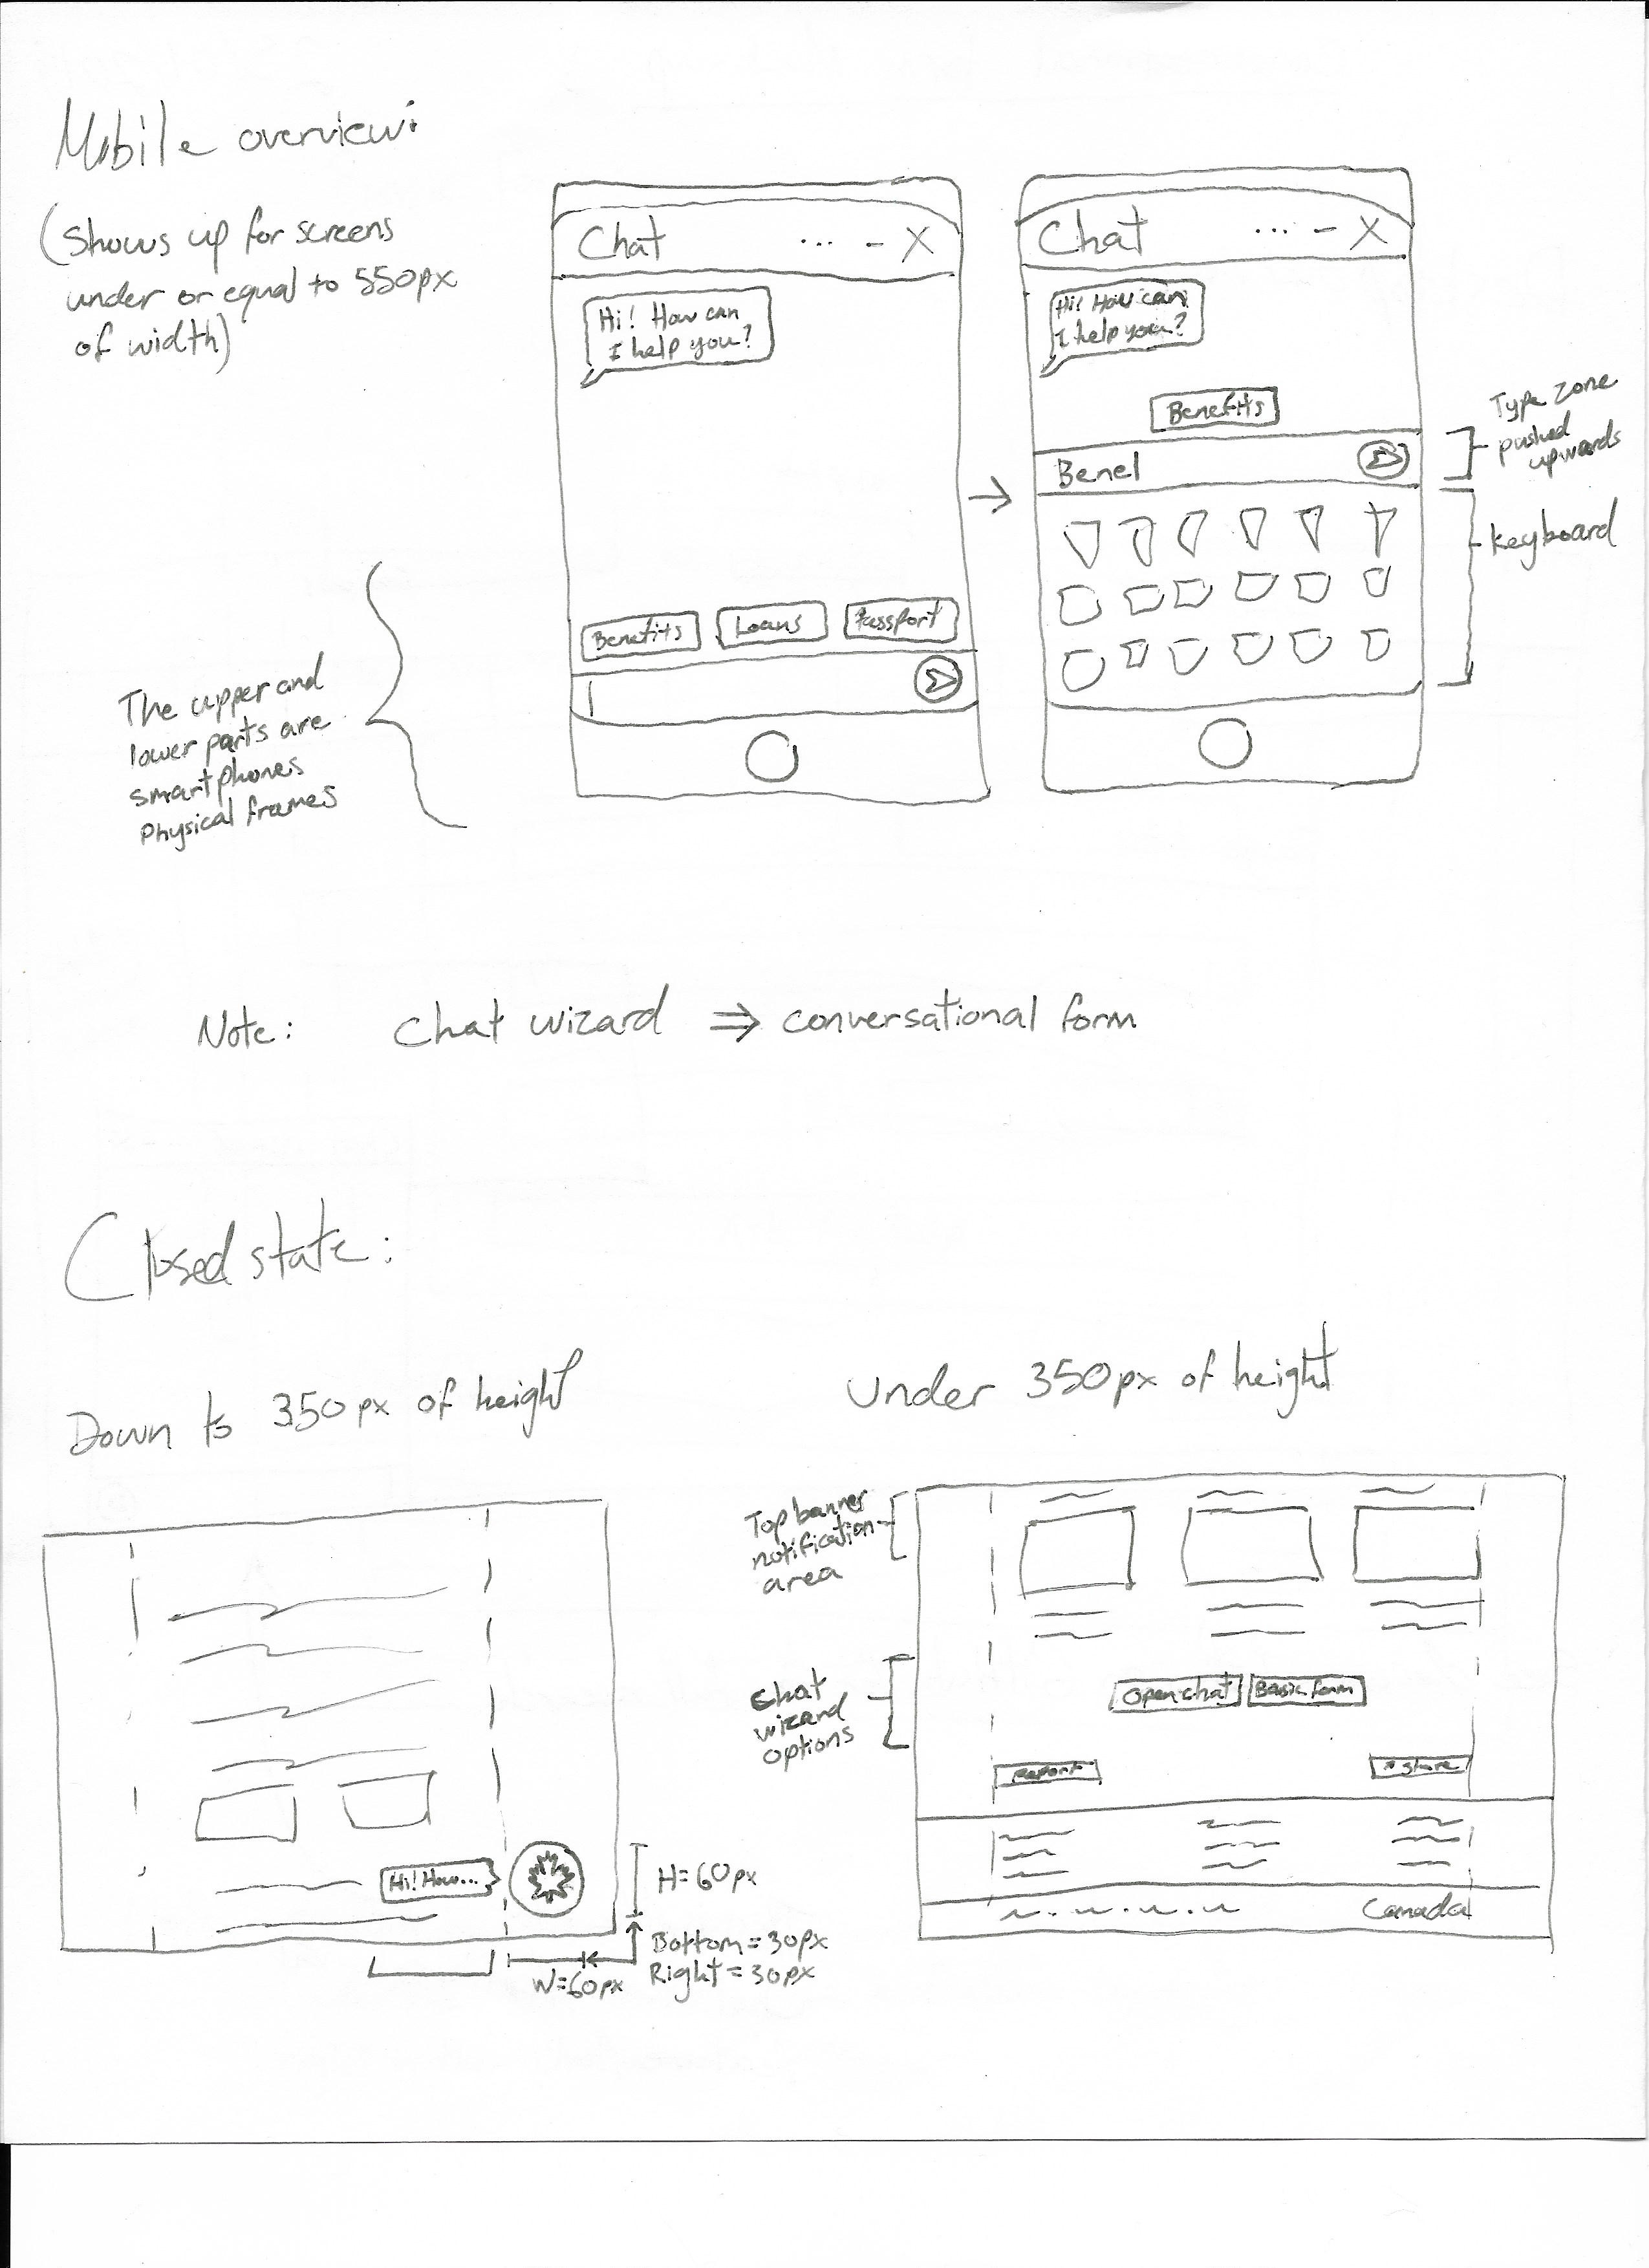 Mobile overview:
(Shows up for screens
under or equal to 550px
of width)
Chat ... - X
Hi! How can
I help you?
Benefits Loans Passport
The upper and
lower parts are
smartphones
Physical frames
→
Chat ... - X
Hi! How can
I help you?
Benefits
Benel
Type zone
pushed
upwards
keyboard
Note: Chat wizard ⇒ conversational form
Closed state:
Down to 350px of height
Hi! How...
H=60px
Bottom=30px
Right=30px
W=60px
Under 350px of height
Top banner
notification
area
Chat
wizard
options
Open chat Basic form
Report Share
Canada